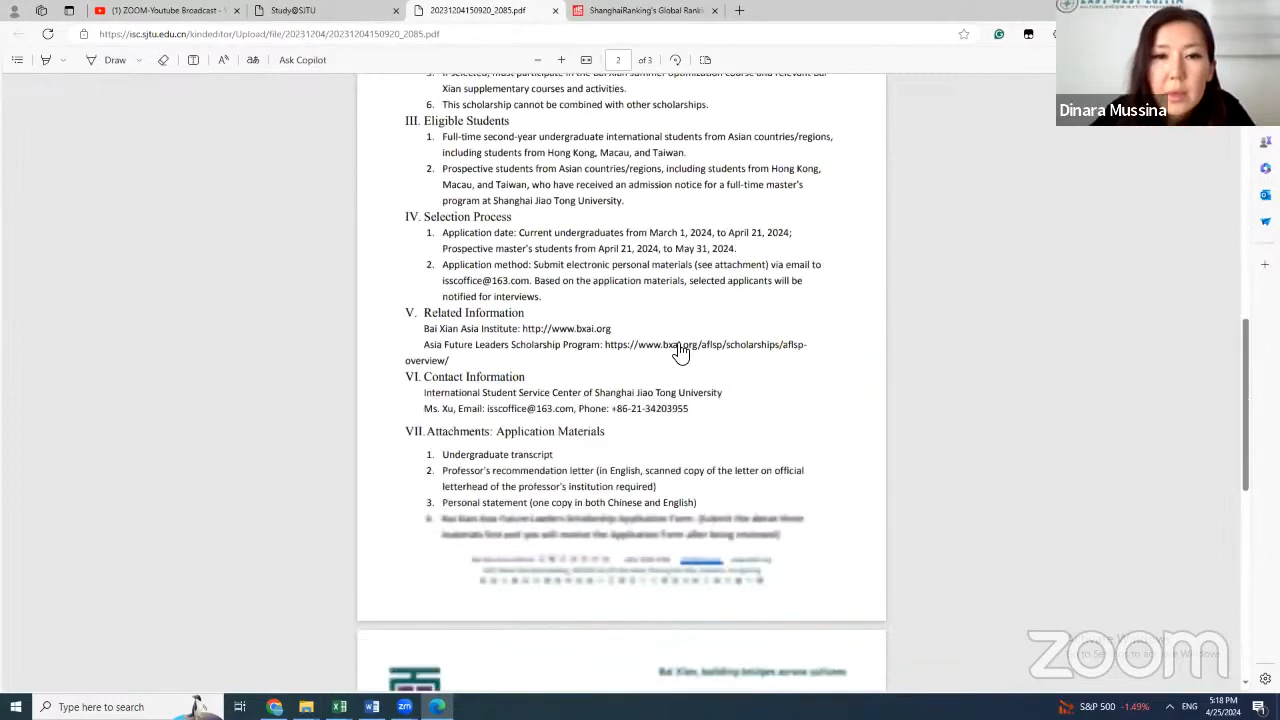 (1) ZOOM-Youtube Broadcast -
Study@SJTU
20231204150920_2085.pdf
ShanghaiRanking's Global Rankin
https://isc.sjtu.edu.cn/kindeditor/Upload/file/20231204/20231204150920_2085.pdf
Draw
Ask Copilot
2 of 3
Dinara Mussina
Xian supplementary courses and activities.
6. This scholarship cannot be combined with other scholarships.
III. Eligible Students
1. Full-time second-year undergraduate international students from Asian countries/regions,
including students from Hong Kong, Macau, and Taiwan.
2. Prospective students from Asian countries/regions, including students from Hong Kong,
Macau, and Taiwan, who have received an admission notice for a full-time master's
program at Shanghai Jiao Tong University.
IV. Selection Process
1. Application date: Current undergraduates from March 1, 2024, to April 21, 2024;
Prospective master's students from April 21, 2024, to May 31, 2024.
2. Application method: Submit electronic personal materials (see attachment) via email to
isscoffice@163.com. Based on the application materials, selected applicants will be
notified for interviews.
V. Related Information
Bai Xian Asia Institute: http://www.bxai.org
Asia Future Leaders Scholarship Program: https://www.bxai.org/aflsp/scholarships/aflsp-
overview/
VI. Contact Information
International Student Service Center of Shanghai Jiao Tong University
Ms. Xu, Email: isscoffice@163.com, Phone: +86-21-34203955
VII. Attachments: Application Materials
1. Undergraduate transcript
2. Professor's recommendation letter (in English, scanned copy of the letter on official
letterhead of the professor's institution required)
3. Personal statement (one copy in both Chinese and English)
Bai Xian, building bridges across cultures
zoom
Type here to search
S&P 500 -1.49%
ENG
5:18 PM
4/25/2024